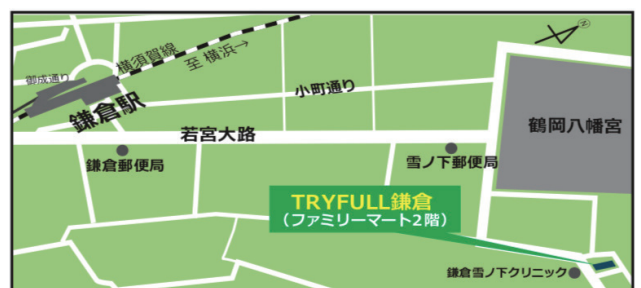 御成通り
横須賀線
至 横浜→
N
鎌倉駅
小町通り
若宮大路
鶴岡八幡宮
鎌倉郵便局
雪ノ下郵便局
TRYFULL鎌倉
(ファミリーマート2階)
鎌倉雪ノ下クリニック